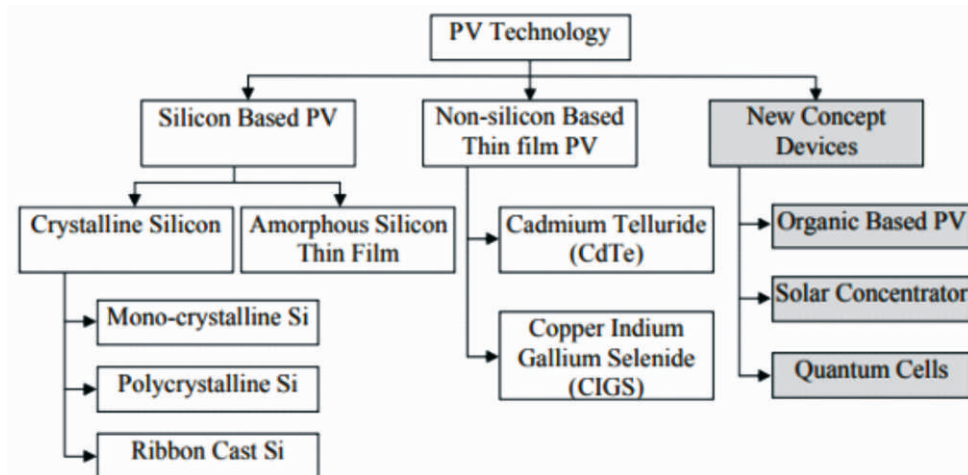 PV Technology
Silicon Based PV
Non-silicon Based
Thin film PV
New Concept
Devices
Crystalline Silicon
Amorphous Silicon
Thin Film
Mono-crystalline Si
Polycrystalline Si
Ribbon Cast Si
Cadmium Telluride
(CdTe)
Copper Indium
Gallium Selenide
(CIGS)
Organic Based PV
Solar Concentrator
Quantum Cells